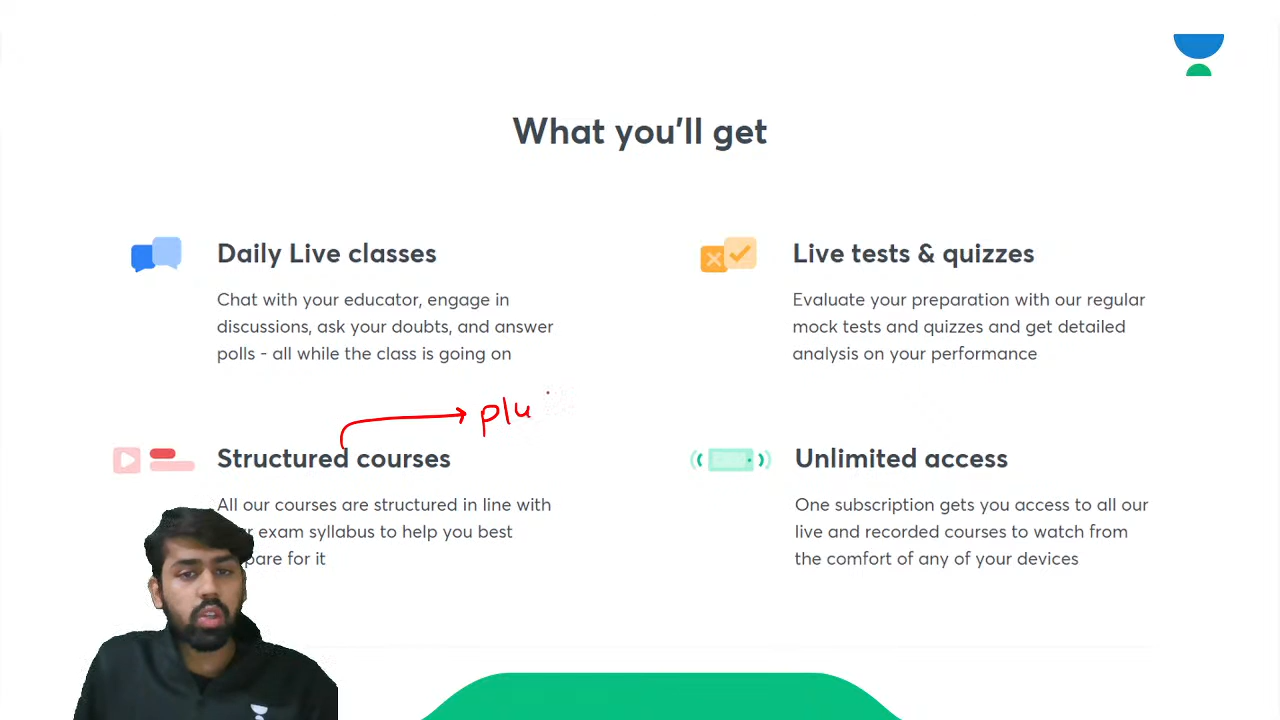 What you'll get
Daily Live classes
Chat with your educator, engage in
discussions, ask your doubts, and answer
polls - all while the class is going on
Live tests & quizzes
Evaluate your preparation with our regular
mock tests and quizzes and get detailed
analysis on your performance
plu
Structured courses
All our courses are structured in line with
exam syllabus to help you best
for it
Unlimited access
One subscription gets you access to all our
live and recorded courses to watch from
the comfort of any of your devices